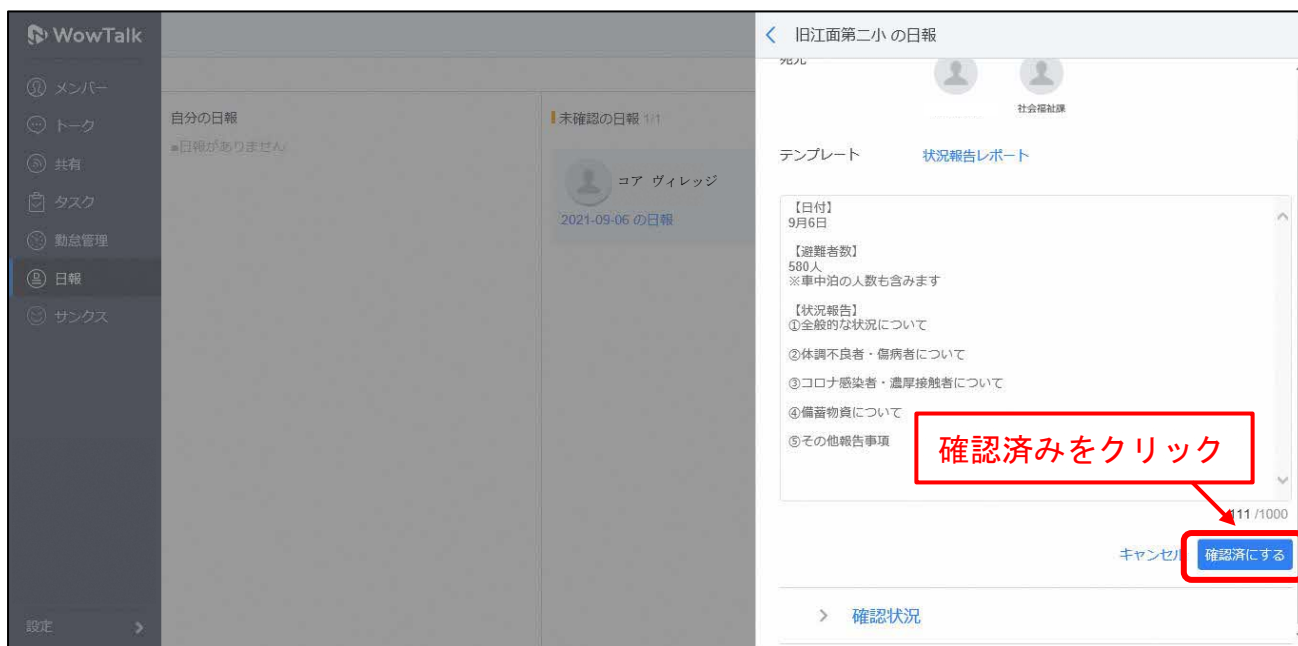 WowTalk
メンバー
トーク
共有
タスク
勤怠管理
日報
サンクス
設定
自分の日報
日報がありません
未確認の日報 1/1
コア ヴィレッジ
2021-09-06 の日報
旧江面第二小 の日報
宛元
社会福祉課
テンプレート 状況報告レポート
【日付】
9月6日
【避難者数】
580人
※車中泊の人数も含みます
【状況報告】
①全般的な状況について
②体調不良者・傷病者について
③コロナ感染者・濃厚接触者について
④備蓄物資について
⑤その他報告事項
確認済みをクリック
111 /1000
キャンセル 確認済にする
確認状況